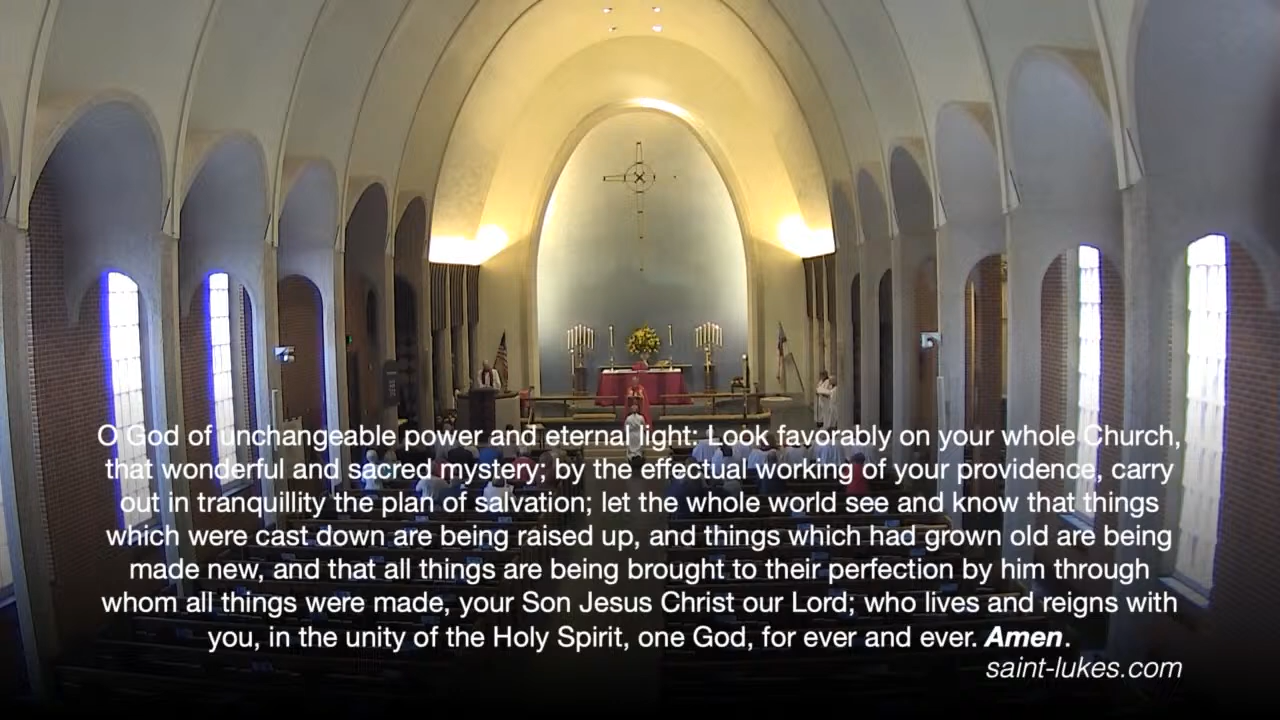 O God of unchangeable power and eternal light: Look favorably on your whole Church,
that wonderful and sacred mystery; by the effectual working of your providence, carry
out in tranquillity the plan of salvation; let the whole world see and know that things
which were cast down are being raised up, and things which had grown old are being
made new, and that all things are being brought to their perfection by him through
whom all things were made, your Son Jesus Christ our Lord; who lives and reigns with
you, in the unity of the Holy Spirit, one God, for ever and ever. Amen.
saint-lukes.com